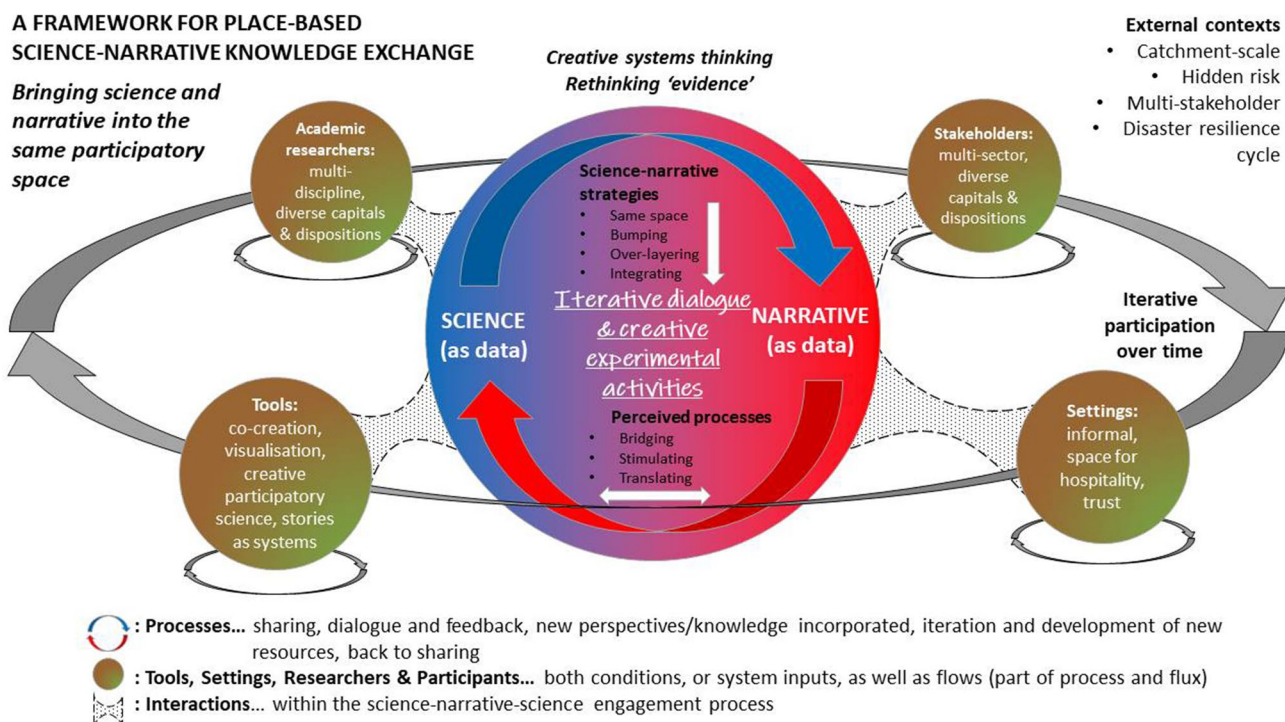 A FRAMEWORK FOR PLACE-BASED
SCIENCE-NARRATIVE KNOWLEDGE EXCHANGE
Bringing science and
narrative into the
same participatory
space
Creative systems thinking
Rethinking ‘evidence’
External contexts
• Catchment-scale
• Hidden risk
• Multi-stakeholder
• Disaster resilience
cycle
Academic
researchers:
multi-
discipline,
diverse capitals
& dispositions
Stakeholders:
multi-sector,
diverse
capitals &
dispositions
Science-narrative
strategies
• Same space
• Bumping
• Over-layering
• Integrating
SCIENCE
(as data)
Iterative dialogue
& creative
experimental
activities
NARRATIVE
(as data)
Iterative
participation
over time
Perceived processes
• Bridging
• Stimulating
• Translating
Tools:
co-creation,
visualisation,
creative
participatory
science, stories
as systems
Settings:
informal,
space for
hospitality,
trust
: Processes... sharing, dialogue and feedback, new perspectives/knowledge incorporated, iteration and development of new
resources, back to sharing
: Tools, Settings, Researchers & Participants... both conditions, or system inputs, as well as flows (part of process and flux)
: Interactions... within the science-narrative-science engagement process